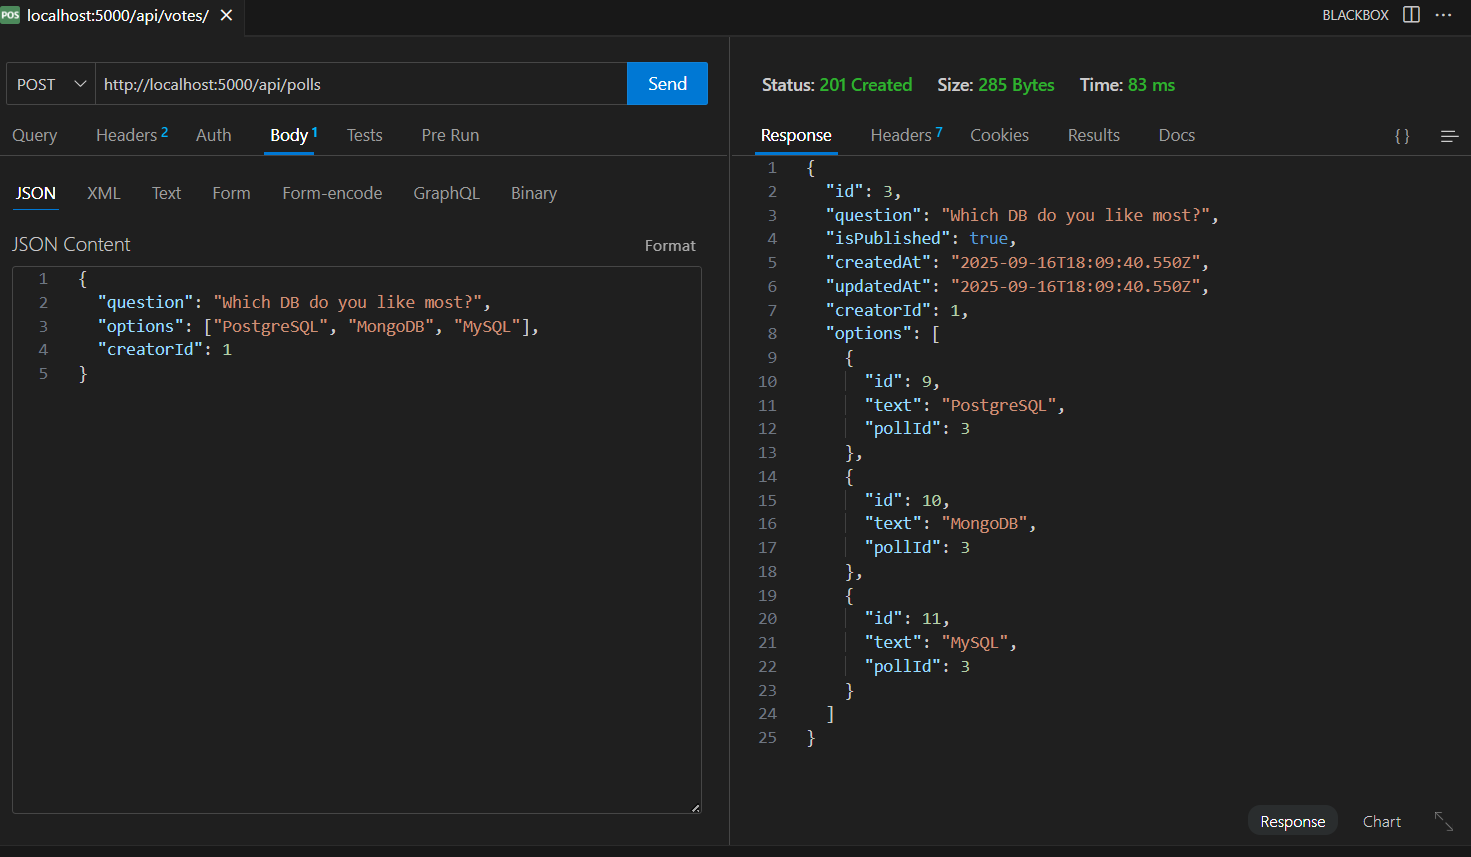 POS localhost:5000/api/votes/ ✕
BLACKBOX
POST http://localhost:5000/api/polls Send
Query Headers 2 Auth Body 1 Tests Pre Run
JSON XML Text Form Form-encode GraphQL Binary
JSON Content Format
1 {
2 "question": "Which DB do you like most?",
3 "options": ["PostgreSQL", "MongoDB", "MySQL"],
4 "creatorId": 1
5 }
Status: 201 Created Size: 285 Bytes Time: 83 ms
Response Headers 7 Cookies Results Docs { }
1 {
2 "id": 3,
3 "question": "Which DB do you like most?",
4 "isPublished": true,
5 "createdAt": "2025-09-16T18:09:40.550Z",
6 "updatedAt": "2025-09-16T18:09:40.550Z",
7 "creatorId": 1,
8 "options": [
9 {
10 "id": 9,
11 "text": "PostgreSQL",
12 "pollId": 3
13 },
14 {
15 "id": 10,
16 "text": "MongoDB",
17 "pollId": 3
18 },
19 {
20 "id": 11,
21 "text": "MySQL",
22 "pollId": 3
23 }
24 ]
25 }
Response Chart